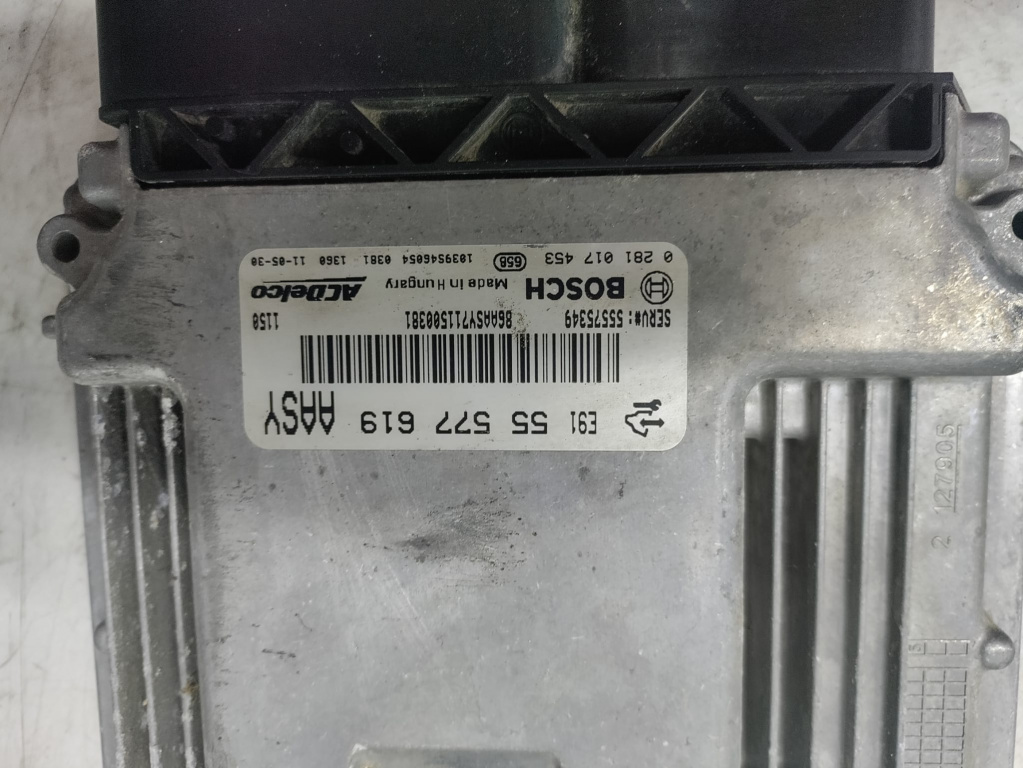 E91 55 577 619 AASY
SERV#: 55575349 86AASY711500381 1150
BOSCH Made in Hungary ACDelco
0 281 017 453 658 1039S46054 0381 1360 11-05-30
2 127905